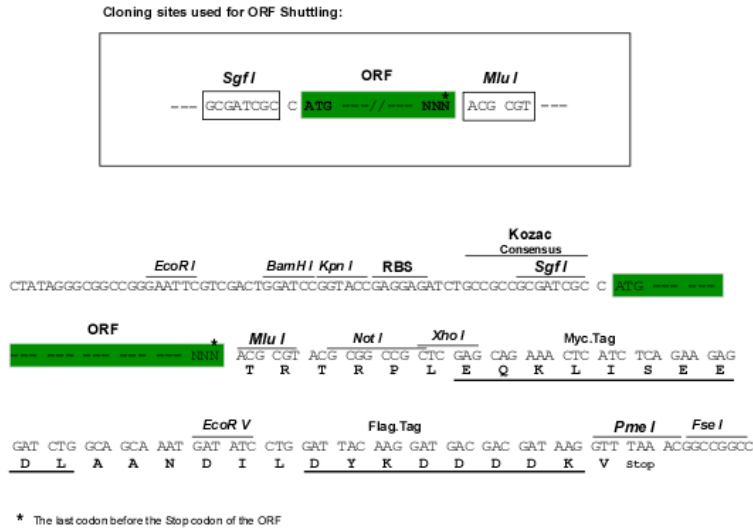 Cloning sites used for ORF Shuttling:
Sgf I ORF Mlu I
--- GCGATCGC C ATG ---//--- NNN* ACG CGT ---
Kozac
Consensus
EcoR I BamH I Kpn I RBS Sgf I
CTATAGGGCGGCCGGGAATTCGTCGACTGGATCCGGTACCGAGGAGATCTGCCGCCGCGATCGC C ATG --- ---
ORF Mlu I Not I Xho I Myc.Tag
--- --- --- --- --- --- NNN* ACG CGT ACG CGG CCG CTC GAG CAG AAA CTC ATC TCA GAA GAG
T R T R P L E Q K L I S E E
EcoR V Flag.Tag Pme I Fse I
GAT CTG GCA GCA AAT GAT ATC CTG GAT TAC AAG GAT GAC GAC GAT AAG GTT TAA ACGGCCGGCC
D L A A N D I L D Y K D D D D K V Stop
* The last codon before the Stop codon of the ORF